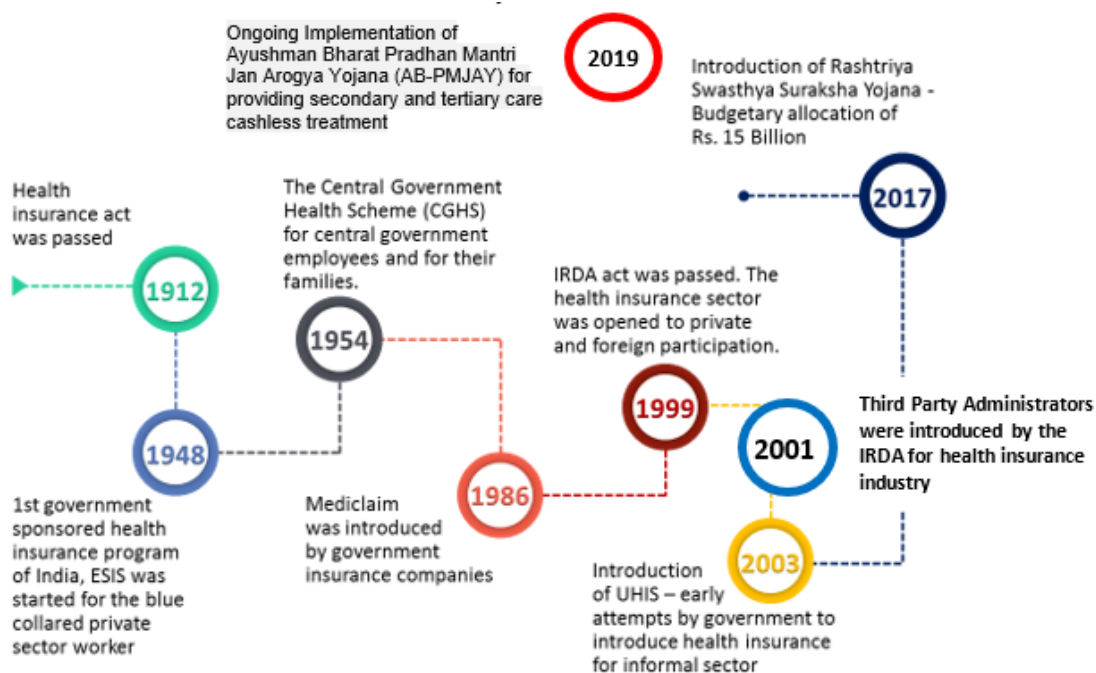 Ongoing Implementation of
Ayushman Bharat Pradhan Mantri
Jan Arogya Yojana (AB-PMJAY) for
providing secondary and tertiary care
cashless treatment
2019
Introduction of Rashtriya
Swasthya Suraksha Yojana -
Budgetary allocation of
Rs. 15 Billion
2017
Health
insurance act
was passed
1912
The Central Government
Health Scheme (CGHS)
for central government
employees and for their
families.
1954
IRDA act was passed. The
health insurance sector
was opened to private
and foreign participation.
1999
2001
Third Party Administrators
were introduced by the
IRDA for health insurance
industry
1948
1st government
sponsored health
insurance program
of India, ESIS was
started for the blue
collared private
sector worker
Mediclaim
was introduced
by government
insurance companies
1986
2003
Introduction
of UHIS – early
attempts by government to
introduce health insurance
for informal sector